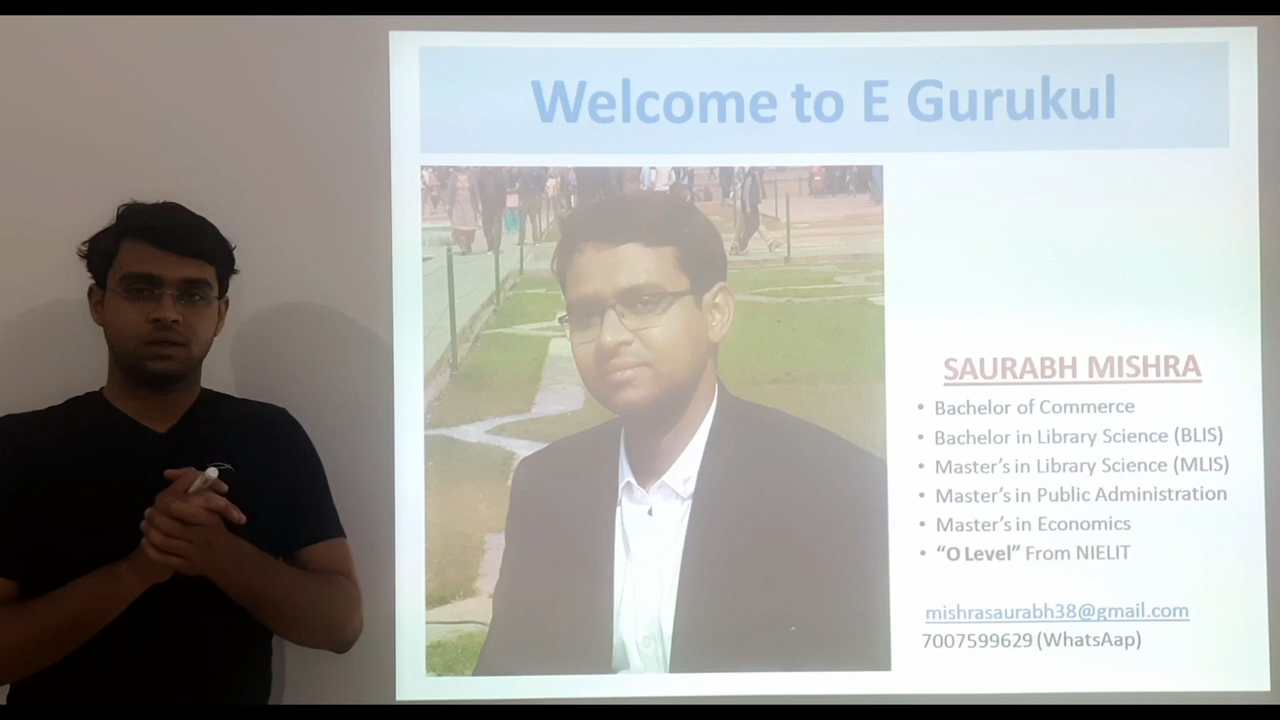 Welcome to E Gurukul
SAURABH MISHRA
• Bachelor of Commerce
• Bachelor in Library Science (BLIS)
• Master's in Library Science (MLIS)
• Master's in Public Administration
• Master's in Economics
• “O Level” From NIELIT
mishrasaurabh38@gmail.com
7007599629 (WhatsAap)